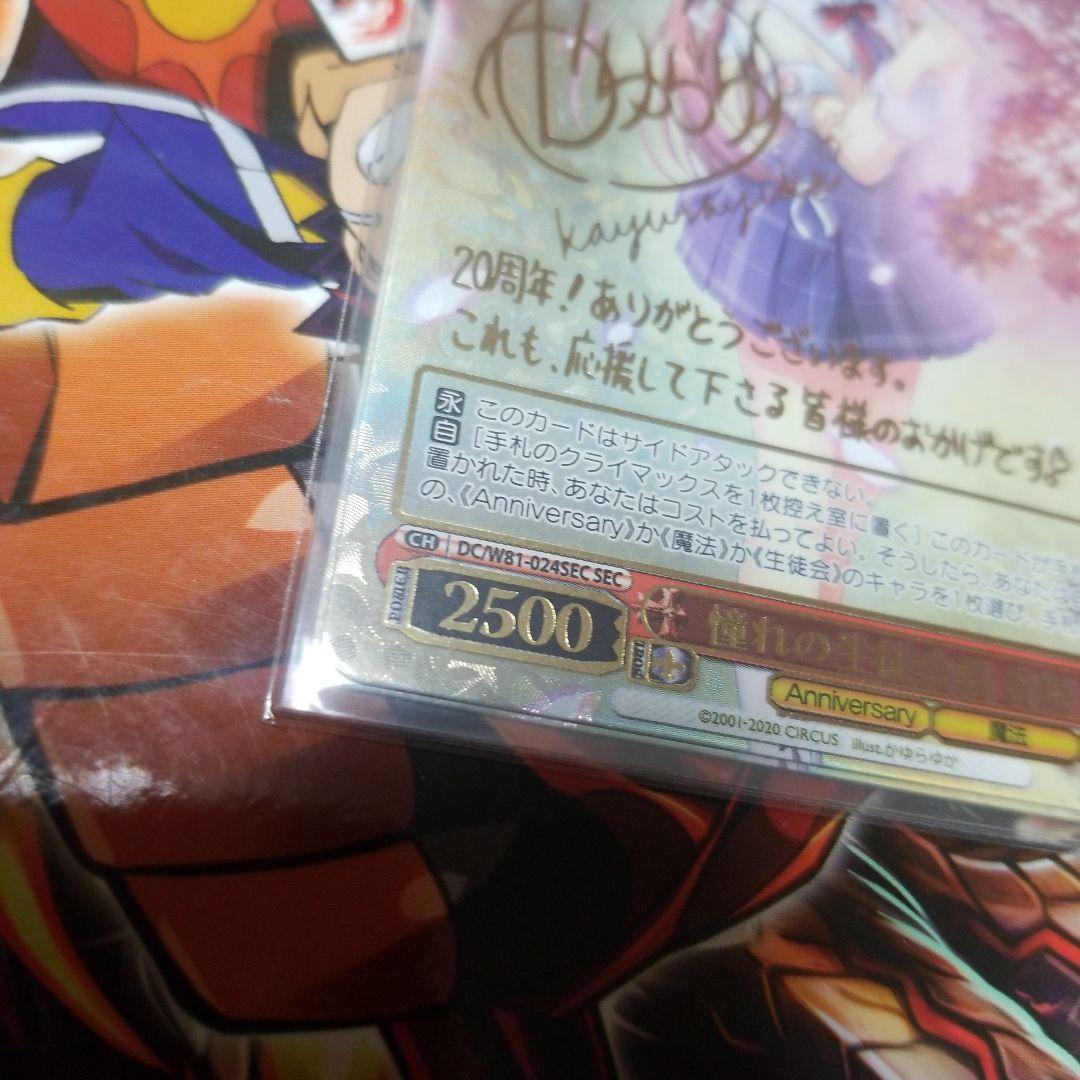 kayurayuka
20周年！ありがとうございます。
これも、応援して下さる皆様のおかげです
永 このカードはサイドアタックできない。
自 [手札のクライマックスを1枚控え室に置く] このカードが手
置かれた時、あなたはコストを払ってよい。そうしたら、あなたは
の、《Anniversary》か《魔法》か《生徒会》のキャラを1枚選び、手
CH DC/W81-024SEC SEC
2500
憧れの生徒会
Anniversary 魔法
©2001-2020 CIRCUS illust.かゆらゆか